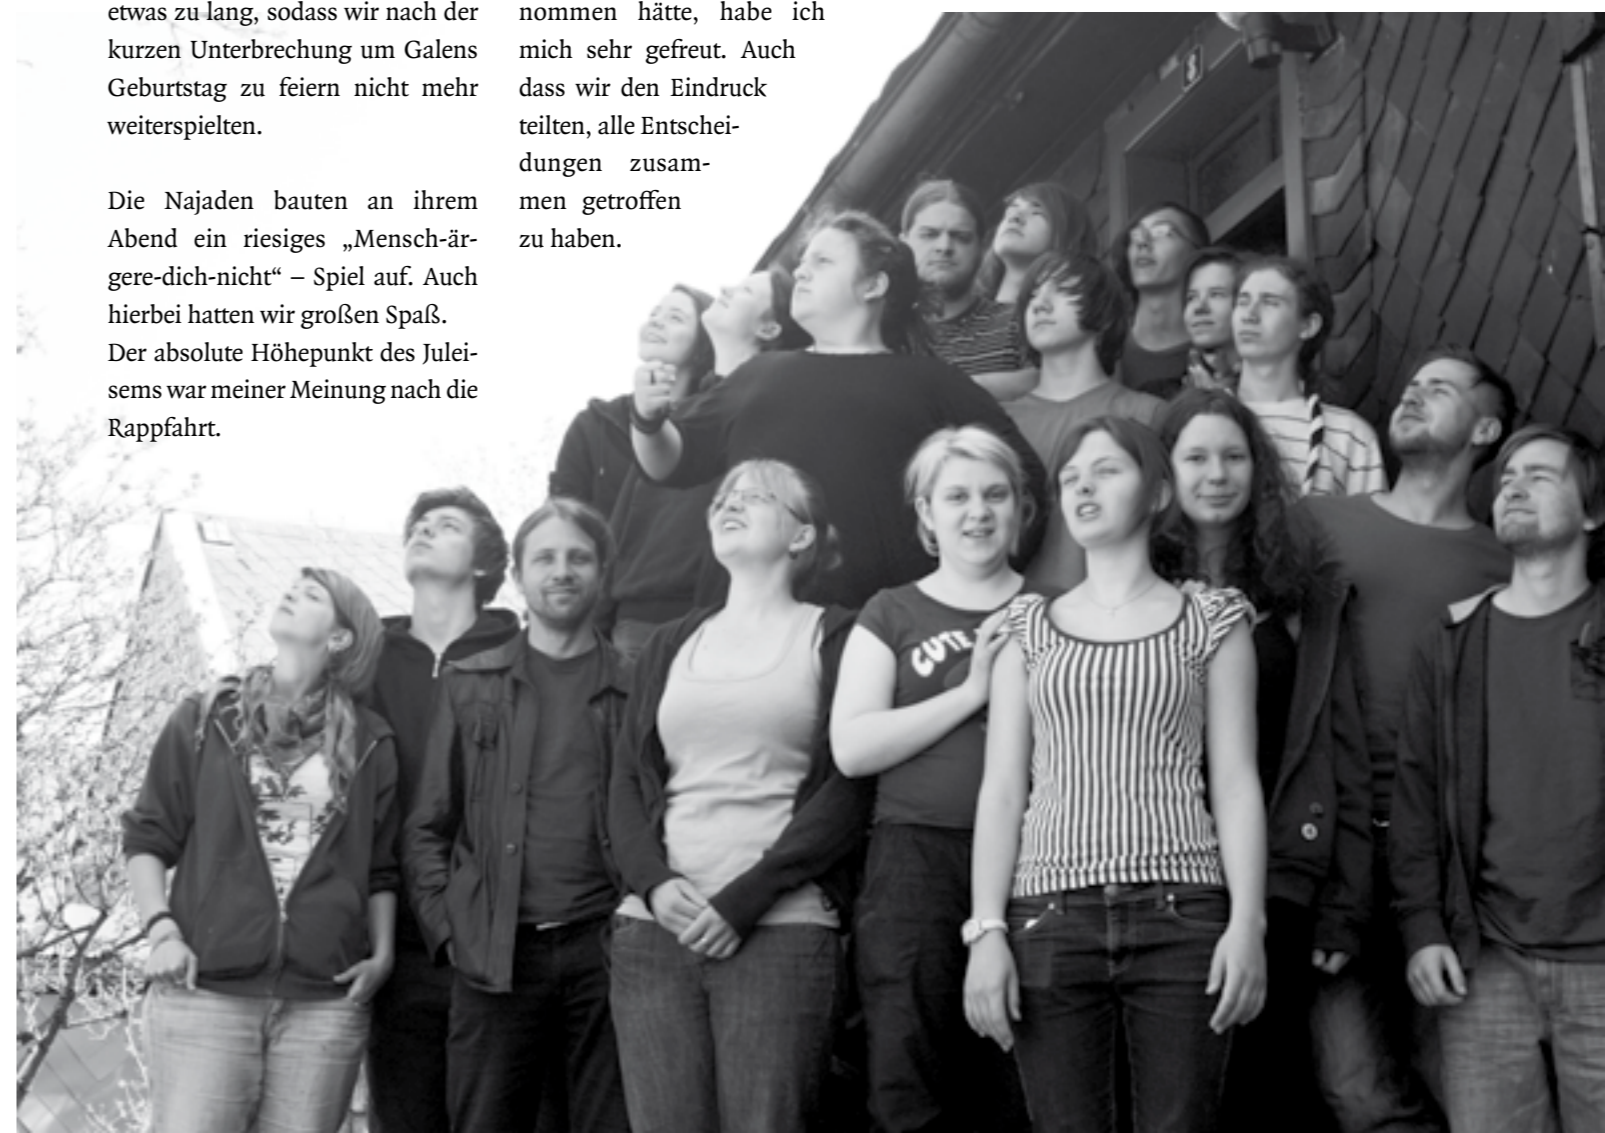 etwas zu lang, sodass wir nach der
kurzen Unterbrechung um Galens
Geburtstag zu feiern nicht mehr
weiterspielten.
Die Najaden bauten an ihrem
Abend ein riesiges „Mensch-är-
gere-dich-nicht“ – Spiel auf. Auch
hierbei hatten wir großen Spaß.
Der absolute Höhepunkt des Julei-
sems war meiner Meinung nach die
Rappfahrt.
nommen hätte, habe ich
mich sehr gefreut. Auch
dass wir den Eindruck
teilten, alle Entschei-
dungen zusam-
men getroffen
zu haben.
CUTE